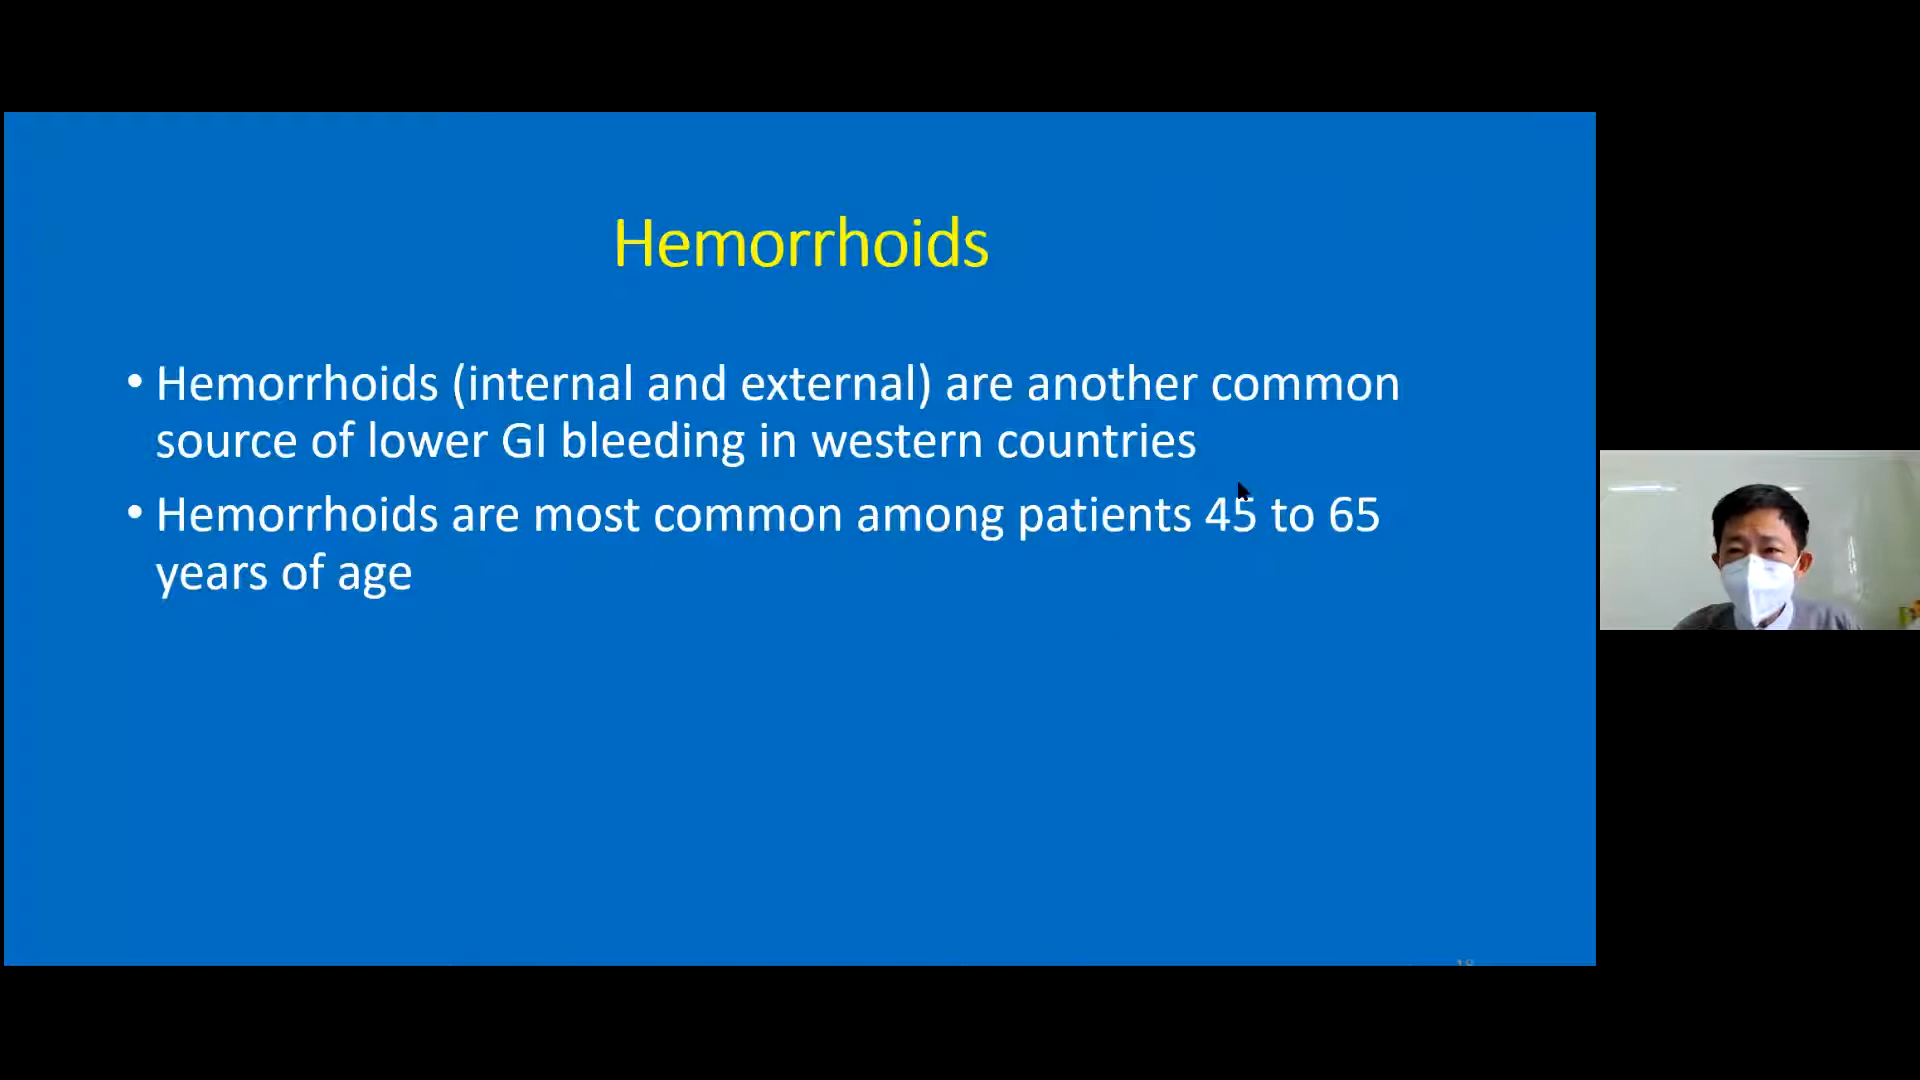 Hemorrhoids
• Hemorrhoids (internal and external) are another common
source of lower GI bleeding in western countries
• Hemorrhoids are most common among patients 45 to 65
years of age